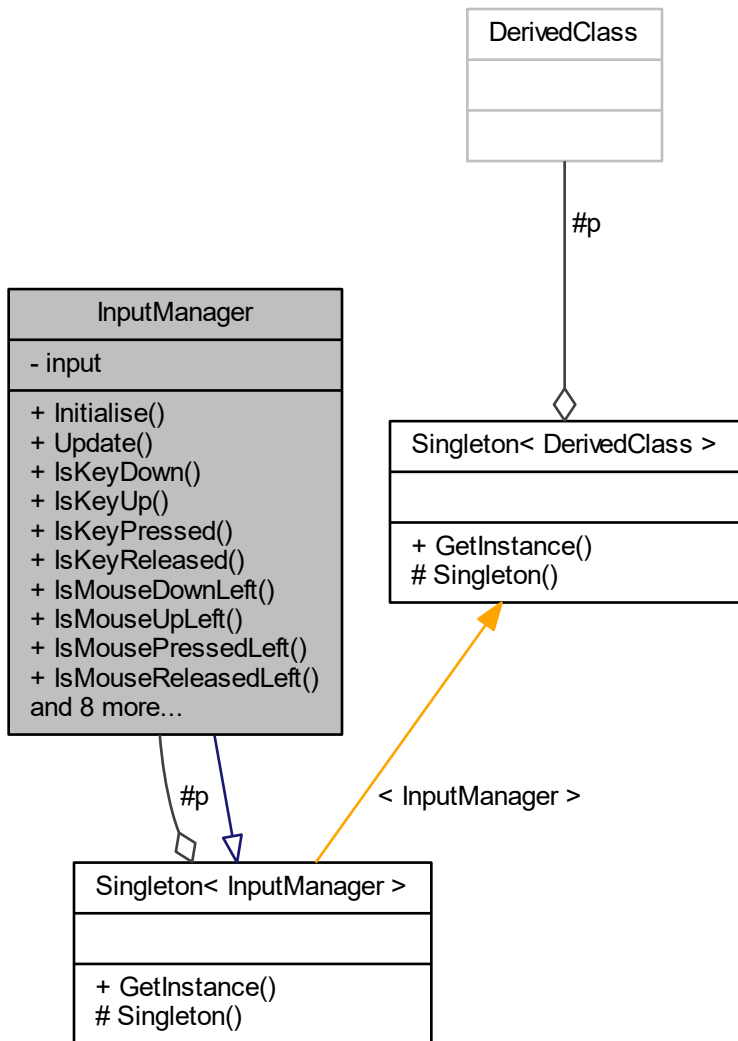 DerivedClass
#p
InputManager
- input
+ Initialise()
+ Update()
+ IsKeyDown()
+ IsKeyUp()
+ IsKeyPressed()
+ IsKeyReleased()
+ IsMouseDownLeft()
+ IsMouseUpLeft()
+ IsMousePressedLeft()
+ IsMouseReleasedLeft()
and 8 more...
Singleton< DerivedClass >
+ GetInstance()
# Singleton()
#p
< InputManager >
Singleton< InputManager >
+ GetInstance()
# Singleton()